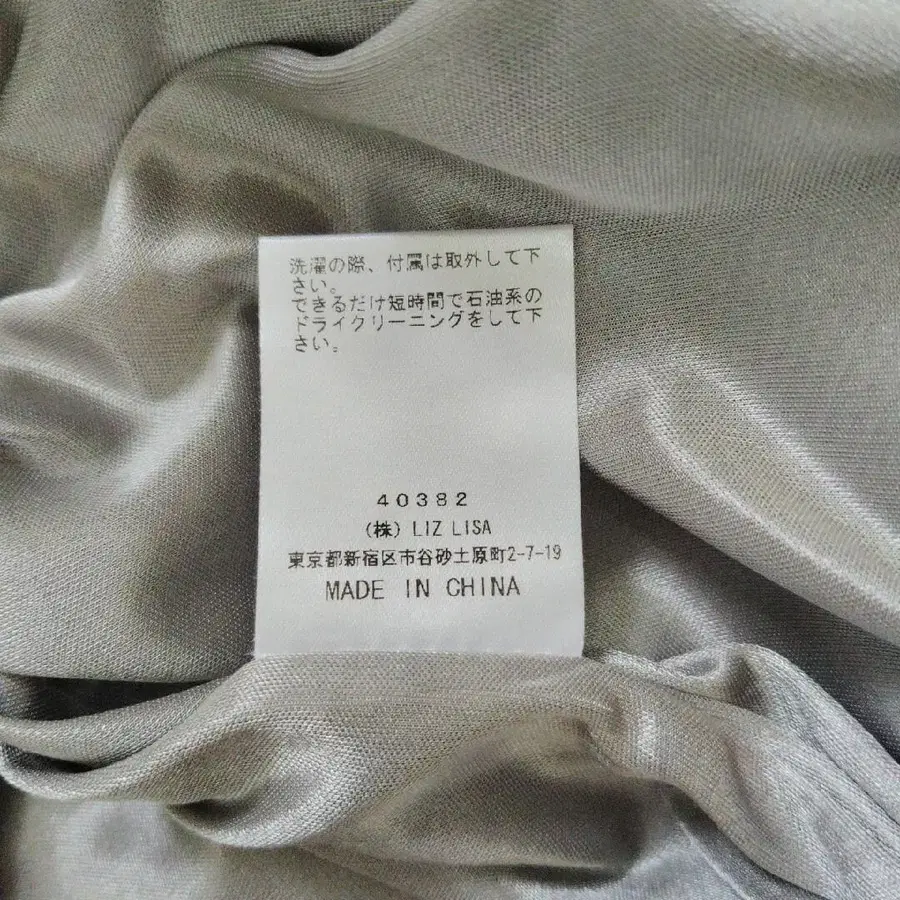 洗濯の際、付属は取外して下
さい。
できるだけ短時間で石油系の
ドライクリーニングをして下
さい。
40382
(株) LIZ LISA
東京都新宿区市谷砂土原町2-7-19
MADE IN CHINA